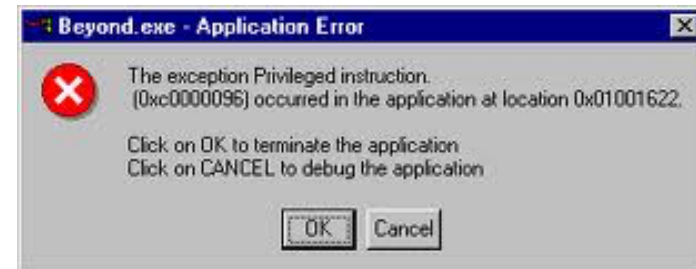 Beyond.exe - Application Error
The exception Privileged instruction.
(0xc0000096) occurred in the application at location 0x01001622.
Click on OK to terminate the application
Click on CANCEL to debug the application
OK
Cancel